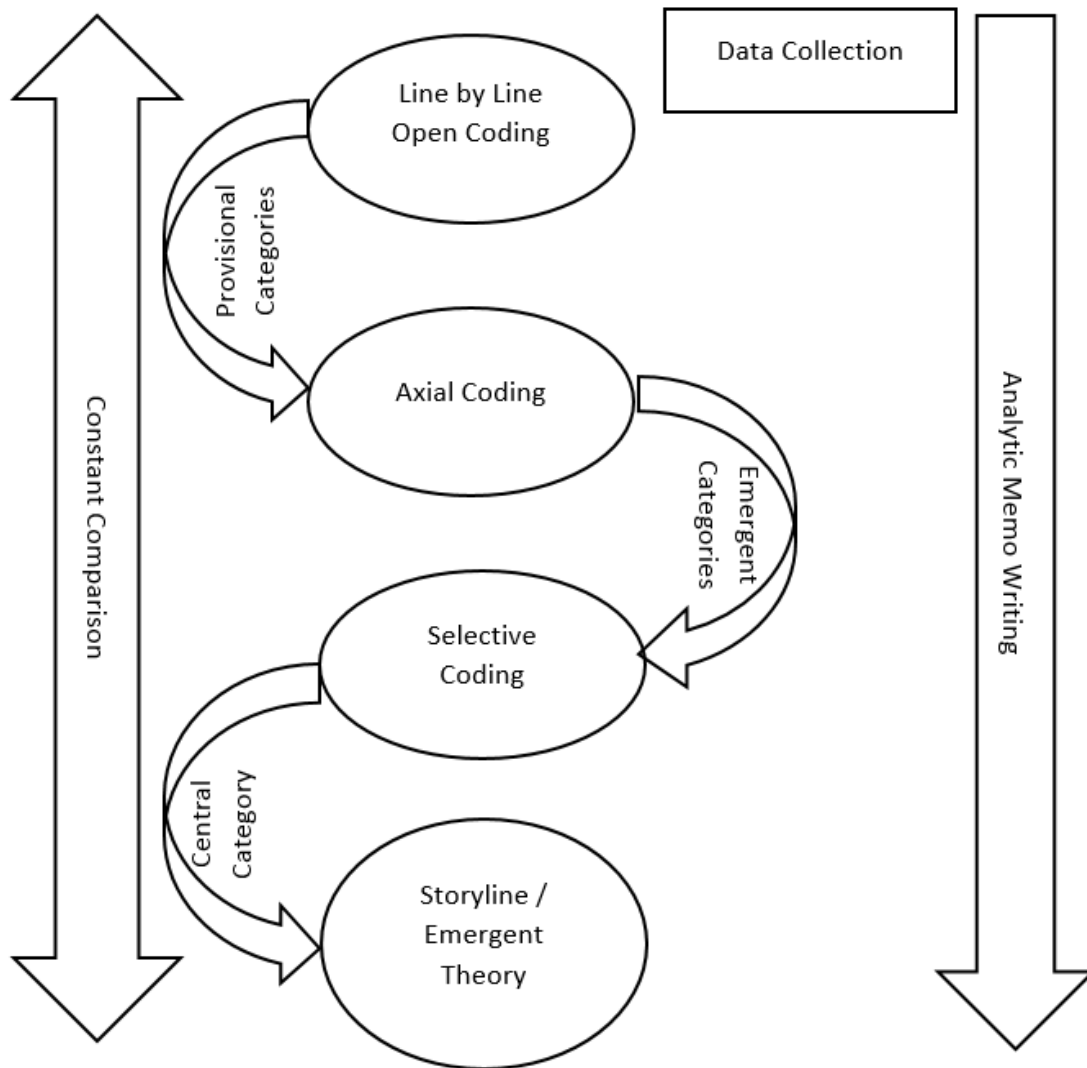 Data Collection
Line by Line
Open Coding
Provisional
Categories
Axial Coding
Emergent
Categories
Constant Comparison
Analytic Memo Writing
Selective
Coding
Central
Category
Storyline /
Emergent
Theory